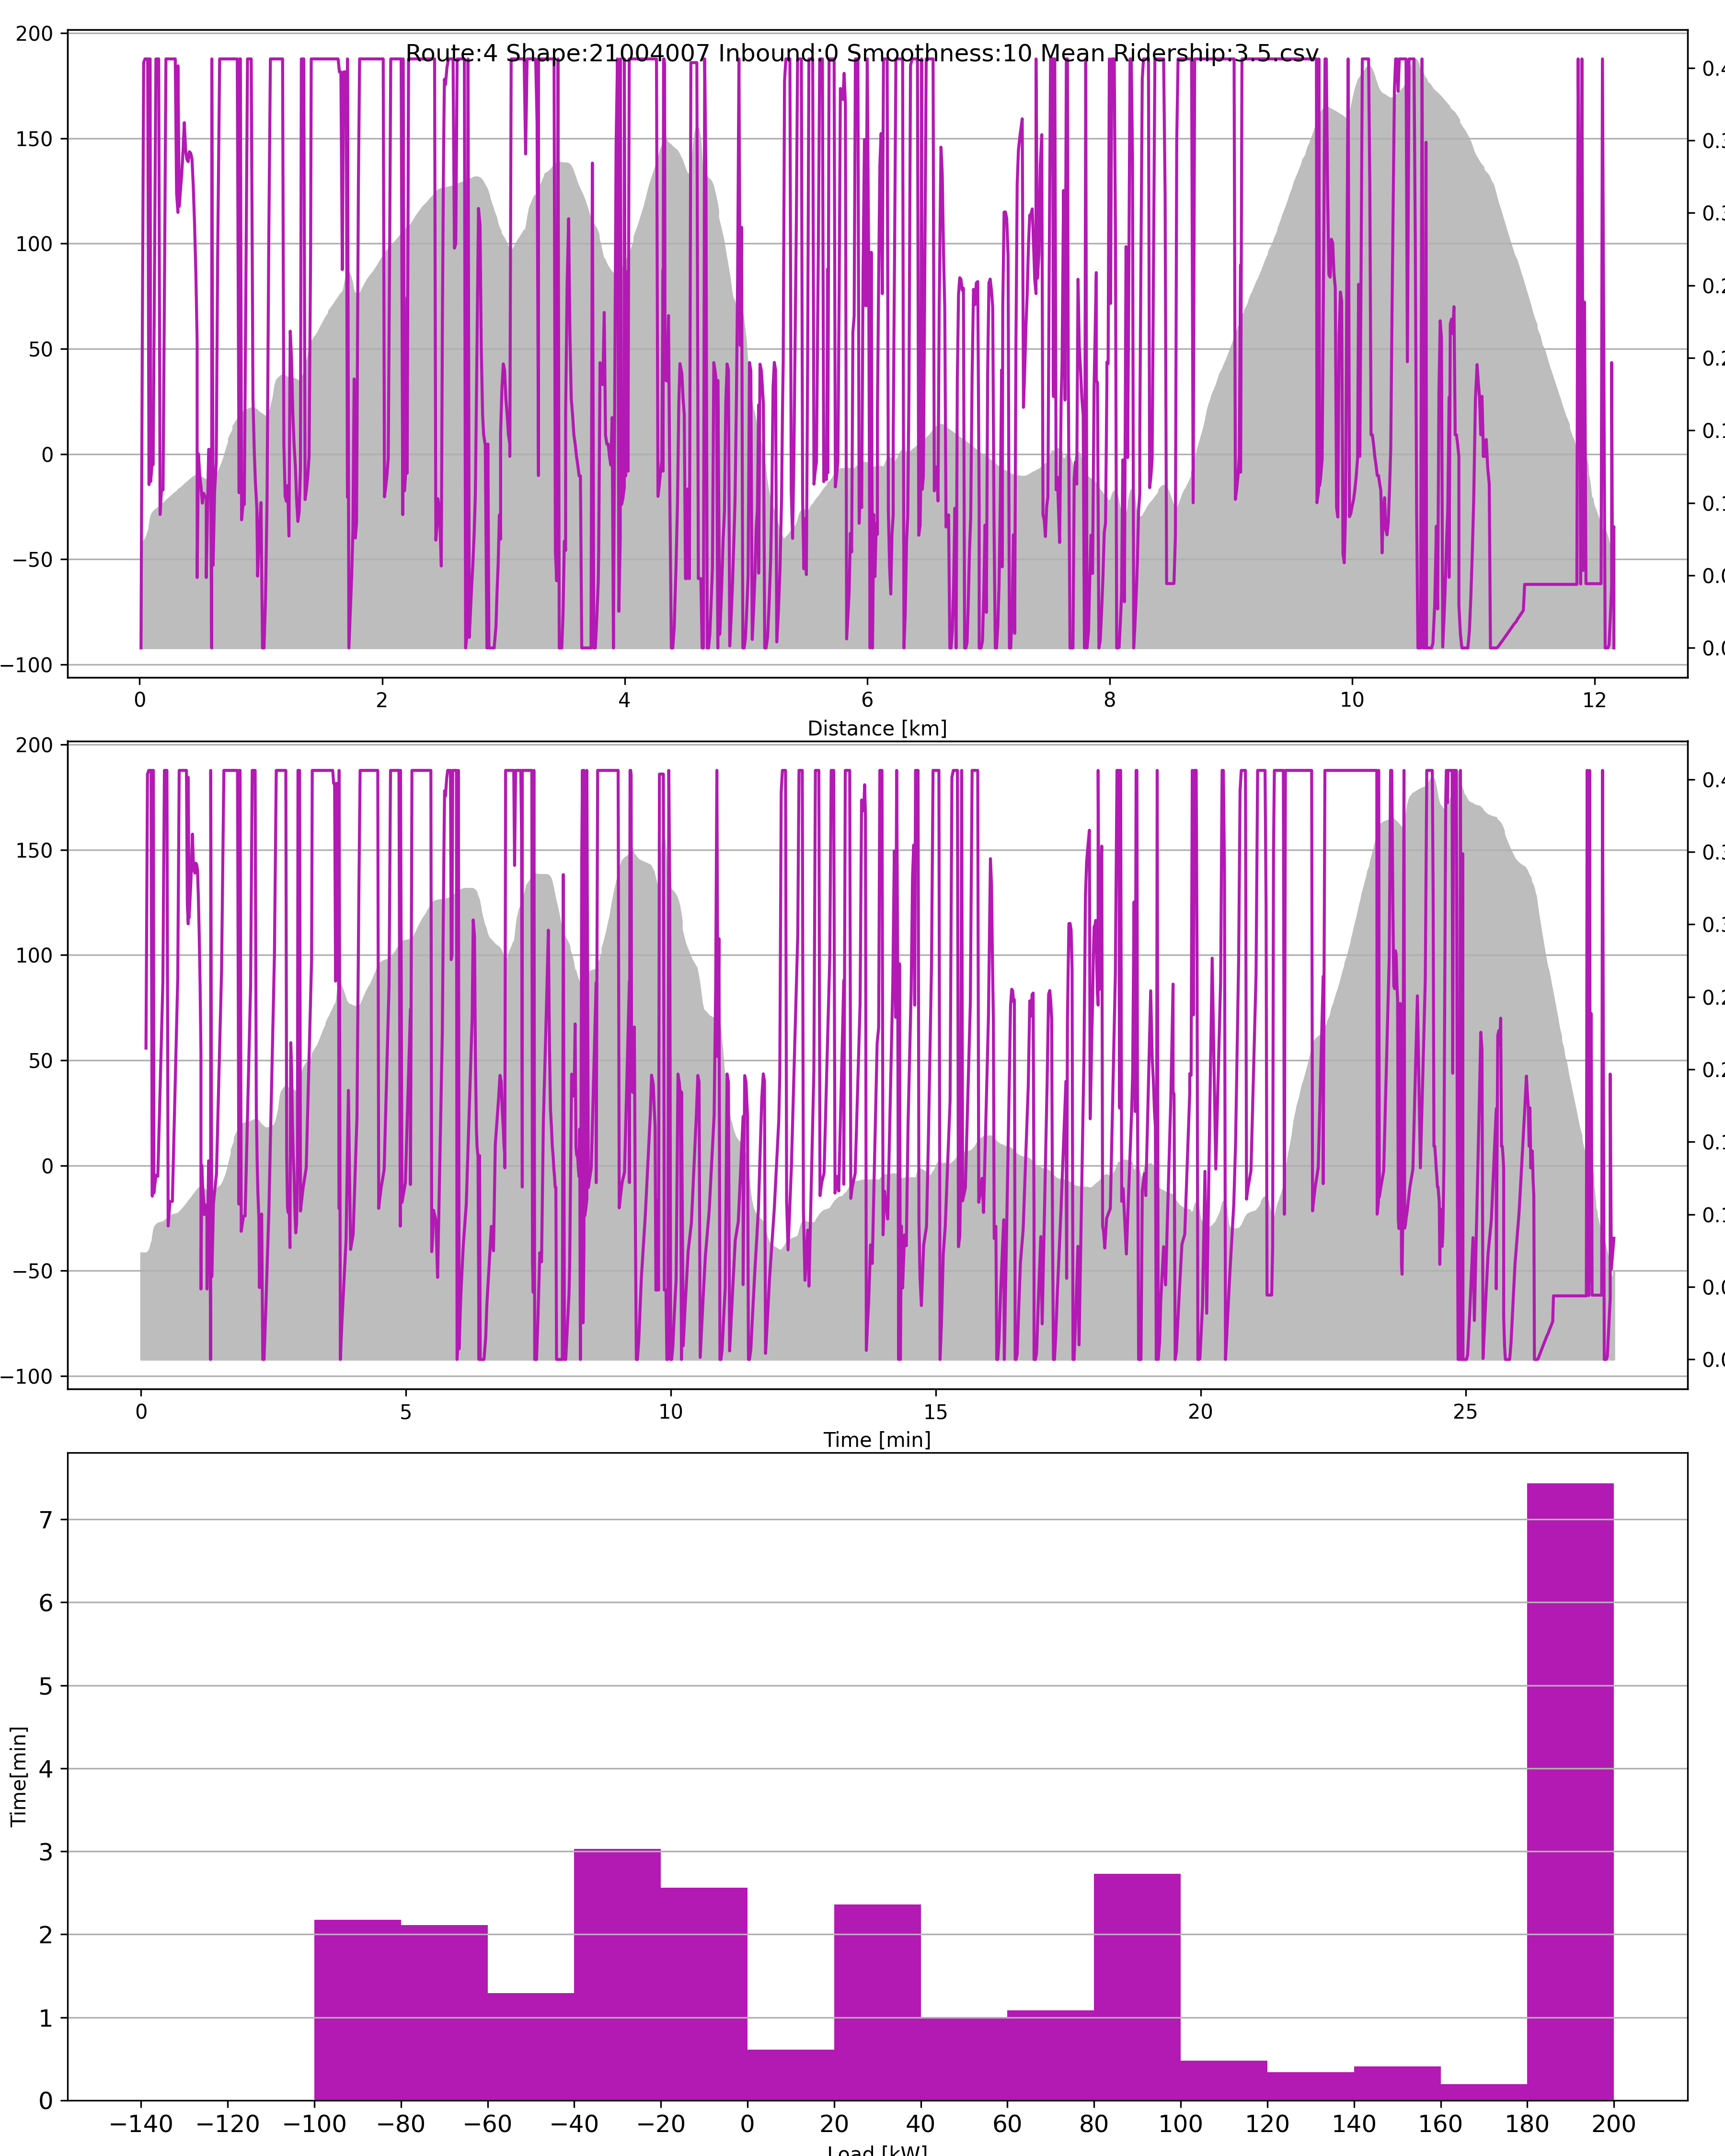 Route:4 Shape:21004007 Inbound:0 Smoothness:10 Mean Ridership:3.5.csv
200
150
100
50
0
−50
−100
0 2 4 6 8 10 12
Distance [km]
200
150
100
50
0
−50
−100
0 5 10 15 20 25
Time [min]
7
6
5
4
3
2
1
0
Time[min]
−140 −120 −100 −80 −60 −40 −20 0 20 40 60 80 100 120 140 160 180 200
Load [kW]